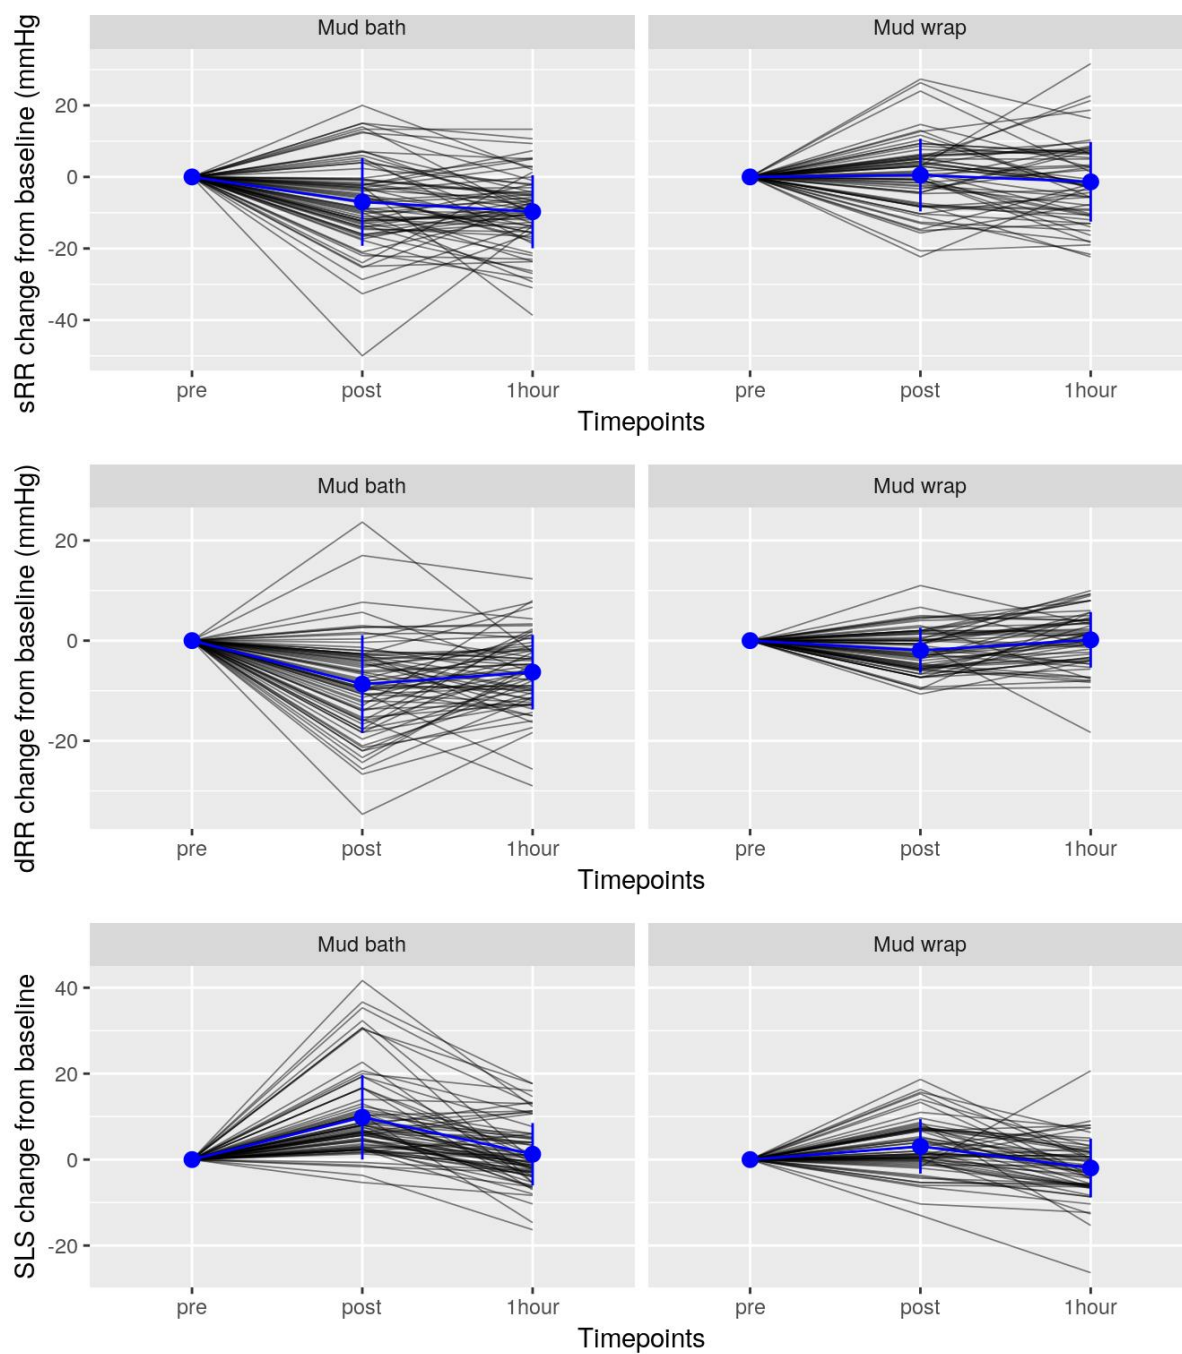 sRR change from baseline (mmHg
Mud bath
Mud wrap
20
0
-20
-40
pre
post
1hour
pre
post
1hour
Timepoints
dRR change from baseline (mmHg)
Mud bath
Mud wrap
20
0
-20
pre
post
1hour
pre
post
1hour
Timepoints
SLS change from baseline
Mud bath
Mud wrap
40
20
0
-20
pre
post
1hour
pre
post
1hour
Timepoints